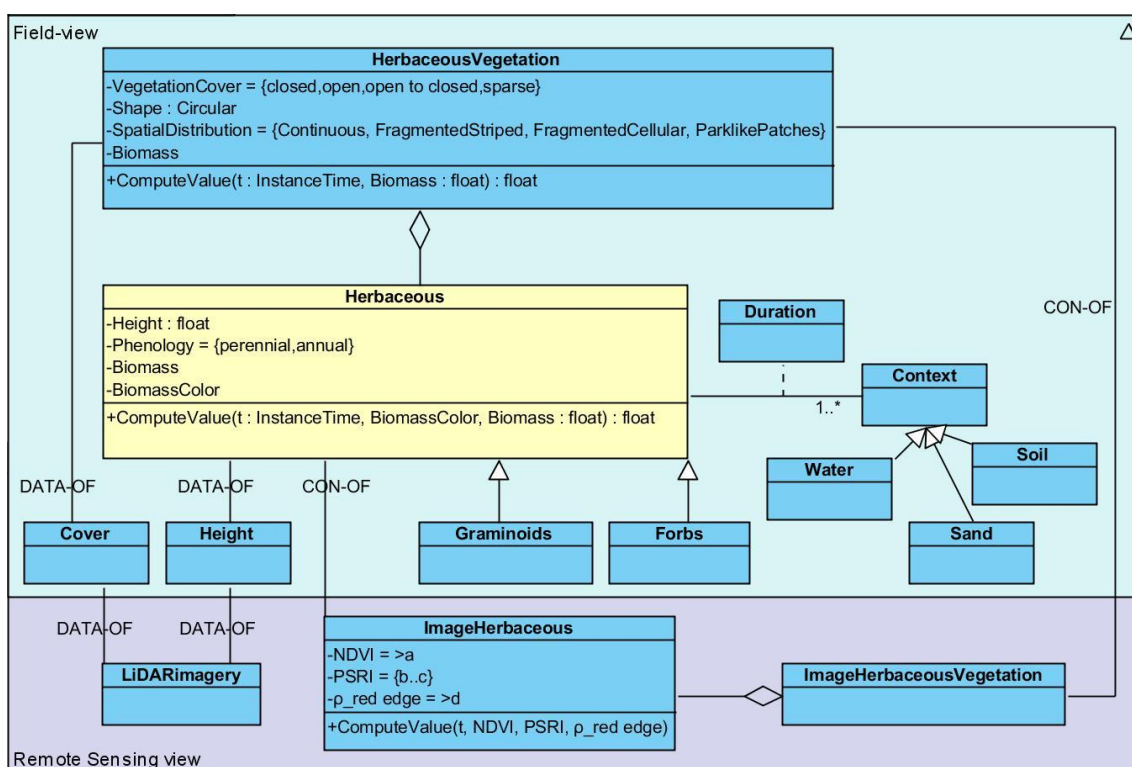 Field-view
HerbaceousVegetation
-VegetationCover = {closed,open,open to closed,sparse}
-Shape : Circular
-SpatialDistribution = {Continuous, FragmentedStriped, FragmentedCellular, ParklikePatches}
-Biomass
+ComputeValue(t : InstanceTime, Biomass : float) : float
Herbaceous
-Height : float
-Phenology = {perennial,annual}
-Biomass
-BiomassColor
+ComputeValue(t : InstanceTime, BiomassColor, Biomass : float) : float
Duration
CON-OF
Context
1..*
Water
Soil
DATA-OF
DATA-OF
CON-OF
Cover
Height
Graminoids
Forbs
Sand
DATA-OF
DATA-OF
ImageHerbaceous
-NDVI = >a
-PSRI = {b..c}
-ρ_red edge = >d
+ComputeValue(t, NDVI, PSRI, ρ_red edge)
LiDARimagery
ImageHerbaceousVegetation
Remote Sensing view